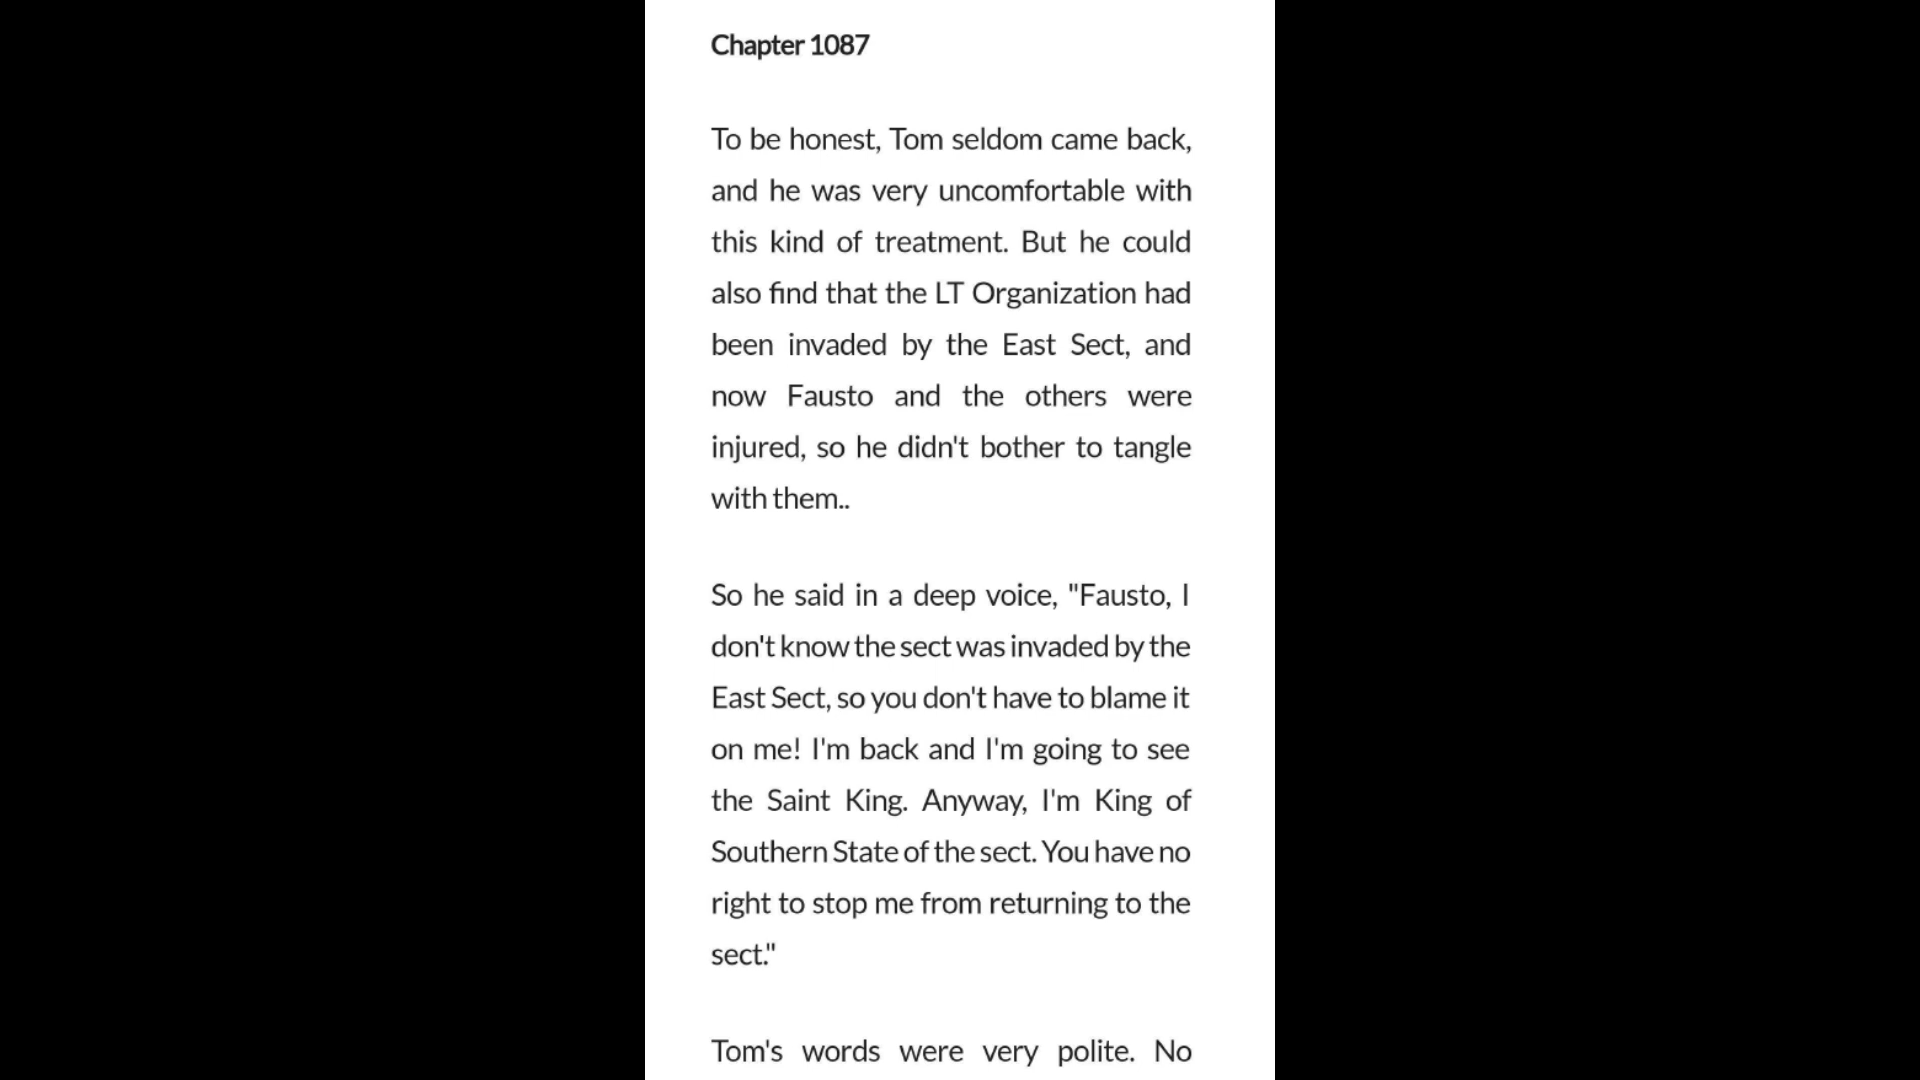 Chapter 1087
To be honest, Tom seldom came back,
and he was very uncomfortable with
this kind of treatment. But he could
also find that the LT Organization had
been invaded by the East Sect, and
now Fausto and the others were
injured, so he didn't bother to tangle
with them..
So he said in a deep voice, "Fausto, I
don't know the sect was invaded by the
East Sect, so you don't have to blame it
on me! I'm back and I'm going to see
the Saint King. Anyway, I'm King of
Southern State of the sect. You have no
right to stop me from returning to the
sect."
Tom's words were very polite. No